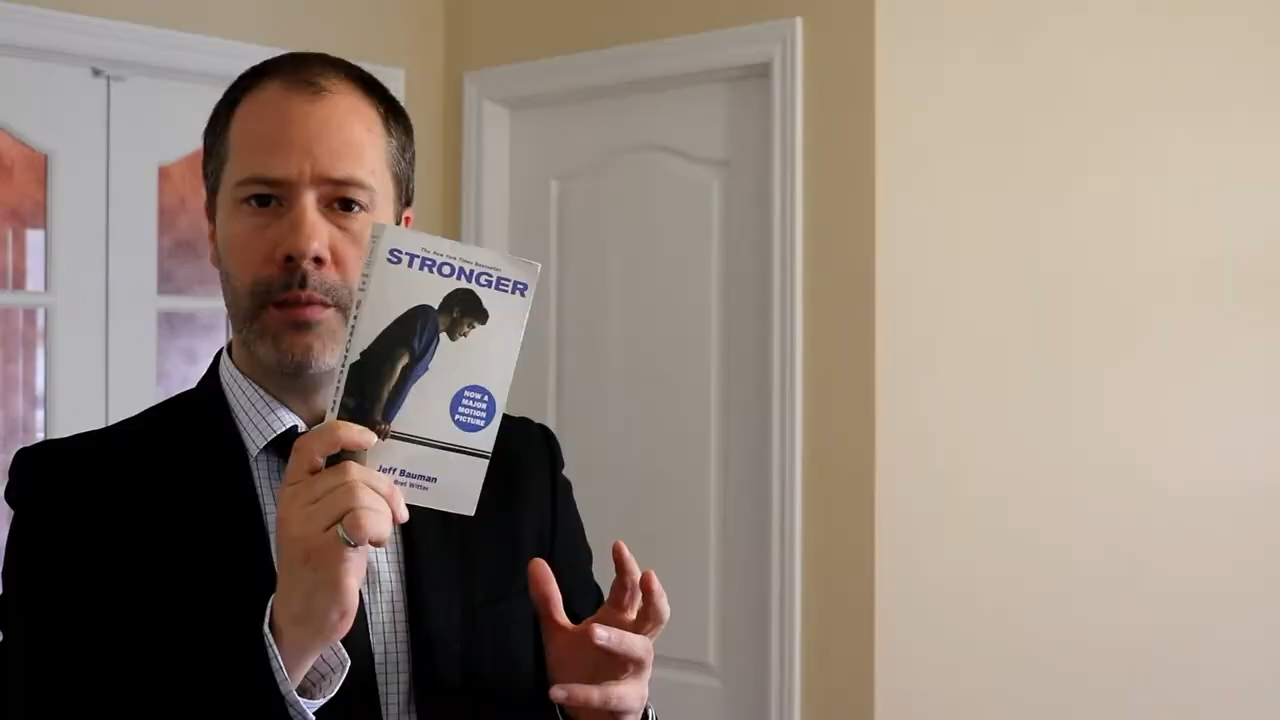 The New York Times Bestseller
STRONGER
NOW A
MAJOR
MOTION
PICTURE
Jeff Bauman
Bret Witter